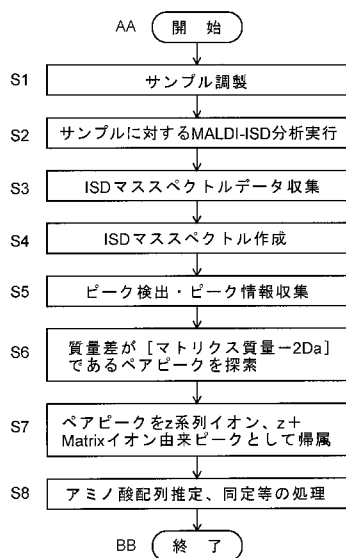 AA 開 始
S1 サンプル調製
S2 サンプルに対するMALDI-ISD分析実行
S3 ISDマススペクトルデータ収集
S4 ISDマススペクトル作成
S5 ピーク検出・ピーク情報収集
S6 質量差が［マトリクス質量－2Da］
であるペアピークを探索
S7 ペアピークをz系列イオン、z＋
Matrixイオン由来ピークとして帰属
S8 アミノ酸配列推定、同定等の処理
BB 終 了